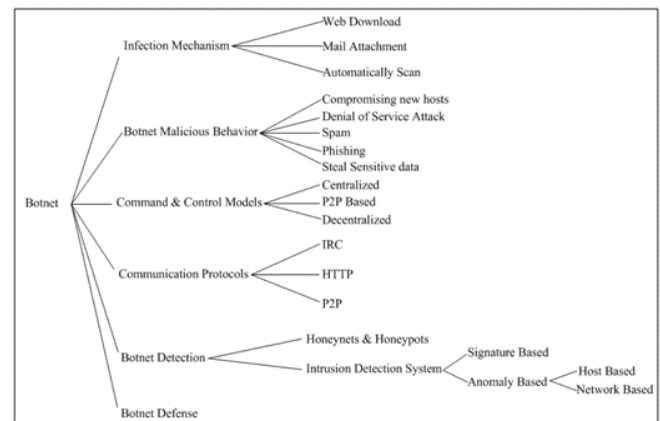 Botnet
Infection Mechanism
Web Download
Mail Attachment
Automatically Scan
Botnet Malicious Behavior
Compromising new hosts
Denial of Service Attack
Spam
Phishing
Steal Sensitive data
Command & Control Models
Centralized
P2P Based
Decentralized
Communication Protocols
IRC
HTTP
P2P
Botnet Detection
Honeynets & Honeypots
Intrusion Detection System
Signature Based
Anomaly Based
Host Based
Network Based
Botnet Defense